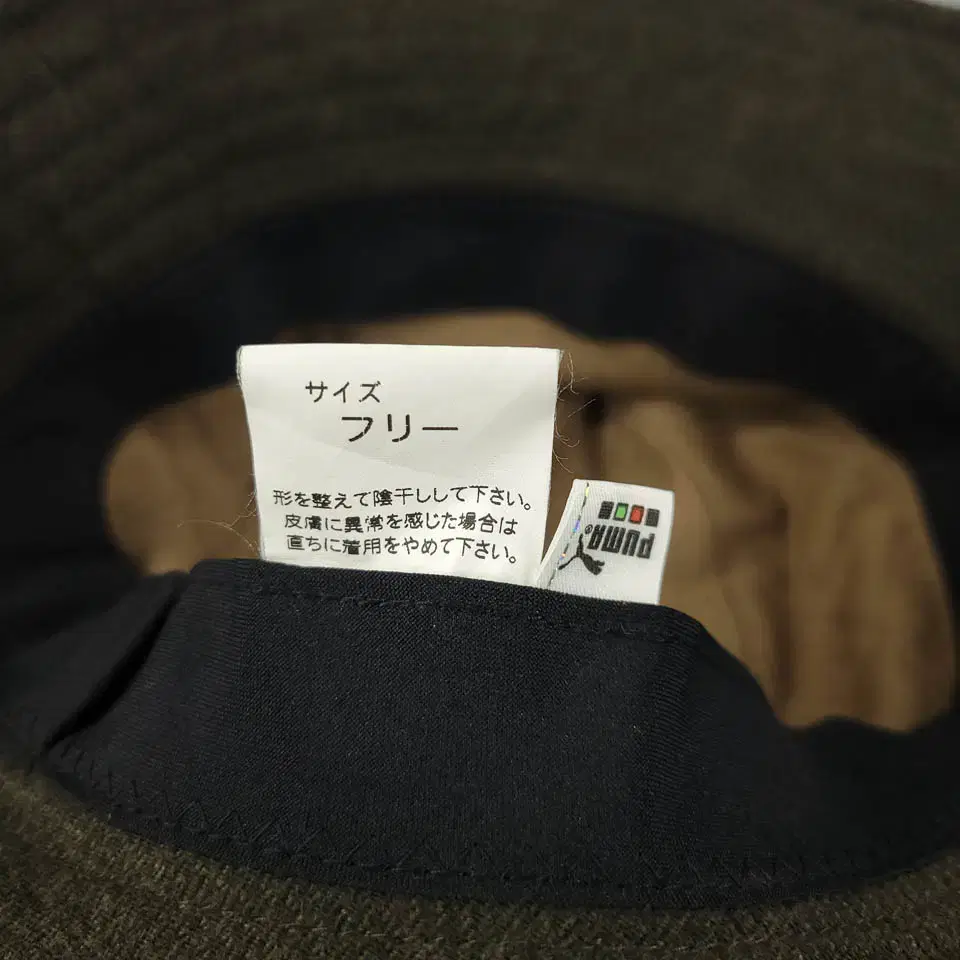 サイズ
フリー
形を整えて陰干しして下さい。
皮膚に異常を感じた場合は
直ちに着用をやめて下さい。
PUMA®